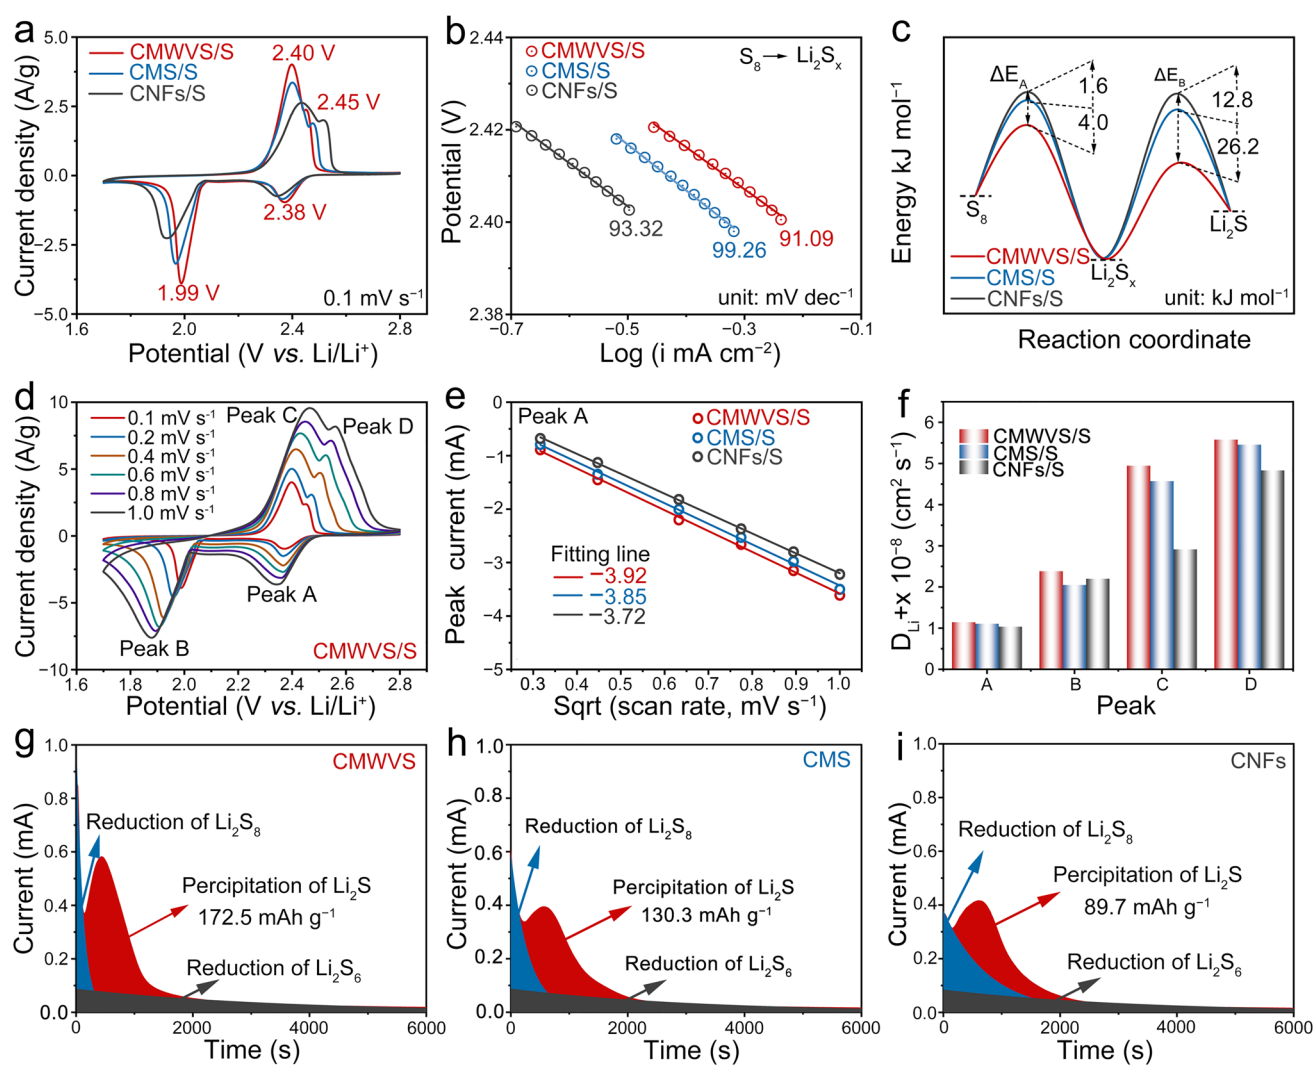 a
Current density (A/g)
5.0
2.5
0.0
−2.5
−5.0
CMWVS/S
CMS/S
CNFs/S
2.40 V
2.45 V
2.38 V
1.99 V
0.1 mV s⁻¹
1.6 2.0 2.4 2.8
Potential (V vs. Li/Li⁺)
b
Potential (V)
2.44
2.42
2.40
2.38
CMWVS/S
CMS/S
CNFs/S
S₈ → Li₂Sₓ
93.32
99.26
91.09
unit: mV dec⁻¹
−0.7 −0.5 −0.3 −0.1
Log (i mA cm⁻²)
c
Energy kJ mol⁻¹
ΔE_A
1.6
4.0
ΔE_B
12.8
26.2
S₈
Li₂Sₓ
Li₂S
CMWVS/S
CMS/S
CNFs/S
unit: kJ mol⁻¹
Reaction coordinate
d
Current density (A/g)
10
5
0
−5
−10
0.1 mV s⁻¹
0.2 mV s⁻¹
0.4 mV s⁻¹
0.6 mV s⁻¹
0.8 mV s⁻¹
1.0 mV s⁻¹
Peak C
Peak D
Peak A
Peak B
CMWVS/S
1.6 2.0 2.4 2.8
Potential (V vs. Li/Li⁺)
e
Peak current (mA)
0
−1
−2
−3
−4
−5
Peak A
CMWVS/S
CMS/S
CNFs/S
Fitting line
−3.92
−3.85
−3.72
0.3 0.4 0.5 0.6 0.7 0.8 0.9 1.0
Sqrt (scan rate, mV s⁻¹)
f
D_Li+x 10⁻⁸ (cm² s⁻¹)
6
5
4
3
2
1
0
CMWVS/S
CMS/S
CNFs/S
A B C D
Peak
g
Current (mA)
1.0
0.8
0.6
0.4
0.2
0.0
CMWVS
Reduction of Li₂S₈
Percipitation of Li₂S
172.5 mAh g⁻¹
Reduction of Li₂S₆
0 2000 4000 6000
Time (s)
h
Current (mA)
1.0
0.8
0.6
0.4
0.2
0.0
CMS
Reduction of Li₂S₈
Percipitation of Li₂S
130.3 mAh g⁻¹
Reduction of Li₂S₆
0 2000 4000 6000
Time (s)
i
Current (mA)
1.0
0.8
0.6
0.4
0.2
0.0
CNFs
Reduction of Li₂S₈
Percipitation of Li₂S
89.7 mAh g⁻¹
Reduction of Li₂S₆
0 2000 4000 6000
Time (s)